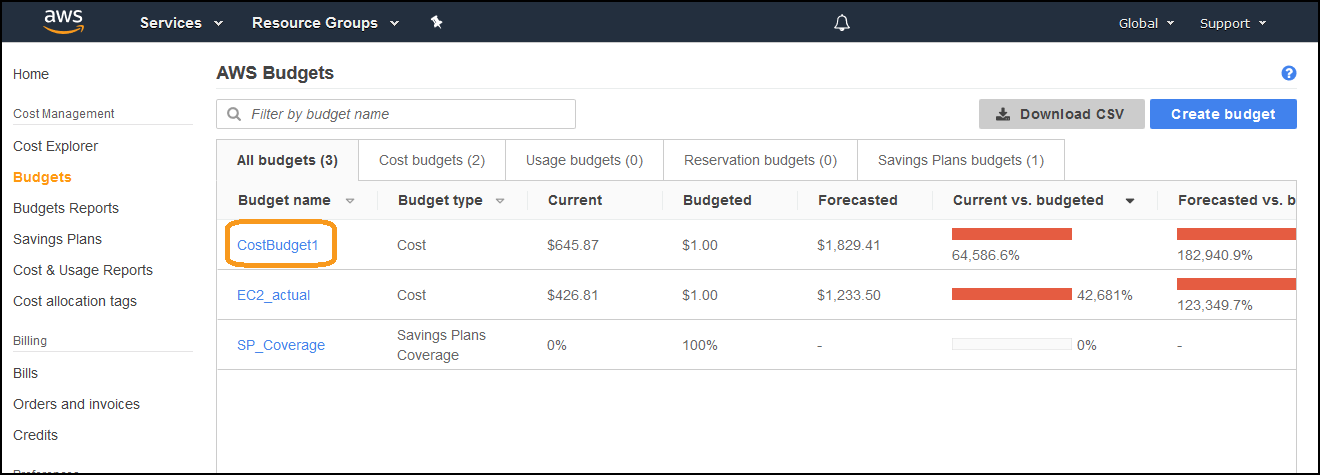 aws Services Resource Groups Global Support
Home
Cost Management
Cost Explorer
Budgets
Budgets Reports
Savings Plans
Cost & Usage Reports
Cost allocation tags
Billing
Bills
Orders and invoices
Credits
Preferences
AWS Budgets ?
Filter by budget name Download CSV Create budget
All budgets (3) Cost budgets (2) Usage budgets (0) Reservation budgets (0) Savings Plans budgets (1)
Budget name Budget type Current Budgeted Forecasted Current vs. budgeted Forecasted vs. b
CostBudget1 Cost $645.87 $1.00 $1,829.41
64,586.6% 182,940.9%
EC2_actual Cost $426.81 $1.00 $1,233.50 42,681%
123,349.7%
SP_Coverage Savings Plans 0% 100% - 0% -
Coverage